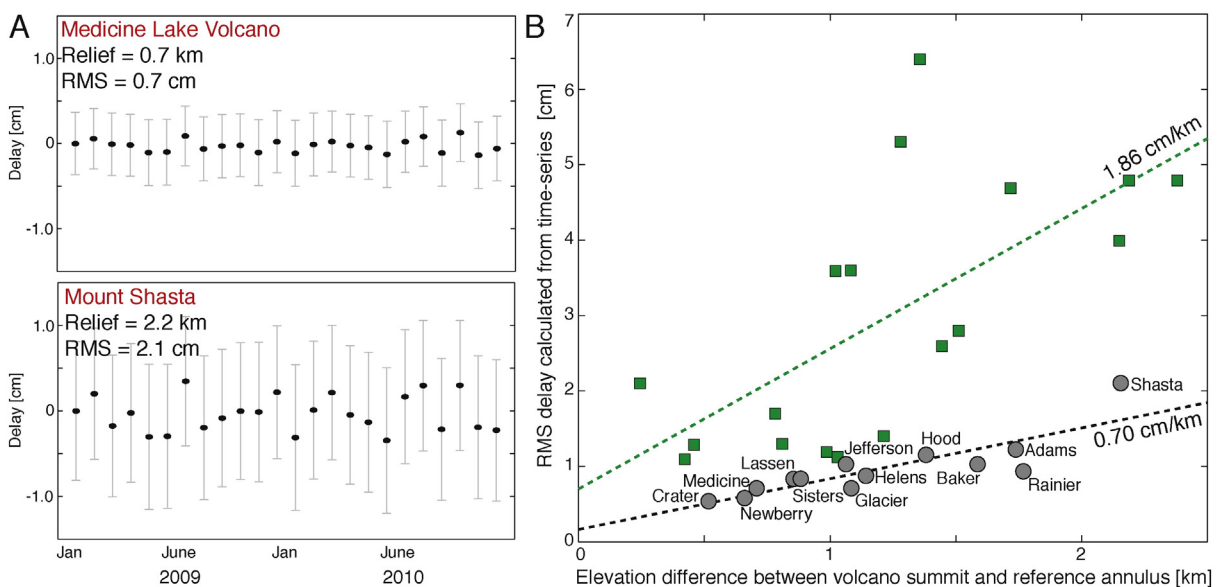 A
Medicine Lake Volcano
Relief = 0.7 km
RMS = 0.7 cm
1.0
0
-1.0
Delay [cm]
Mount Shasta
Relief = 2.2 km
RMS = 2.1 cm
1.0
0
-1.0
Delay [cm]
Jan
June
Jan
June
2009
2010
B
7
6
5
4
3
2
1
0
RMS delay calculated from time-series [cm]
1.86 cm/km
0.70 cm/km
Shasta
Jefferson
Hood
Adams
Lassen
Medicine
Helens
Baker
Rainier
Crater
Sisters
Glacier
Newberry
0
1
2
Elevation difference between volcano summit and reference annulus [km]